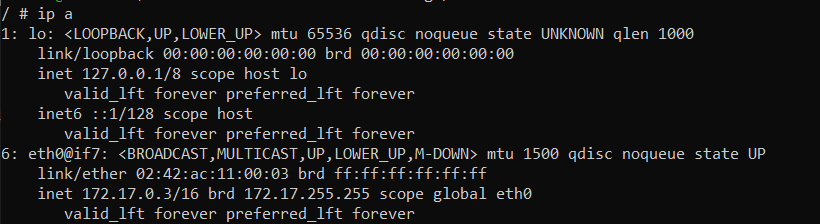 / # ip a
1: lo: <LOOPBACK,UP,LOWER_UP> mtu 65536 qdisc noqueue state UNKNOWN qlen 1000
    link/loopback 00:00:00:00:00:00 brd 00:00:00:00:00:00
    inet 127.0.0.1/8 scope host lo
       valid_lft forever preferred_lft forever
    inet6 ::1/128 scope host
       valid_lft forever preferred_lft forever
6: eth0@if7: <BROADCAST,MULTICAST,UP,LOWER_UP,M-DOWN> mtu 1500 qdisc noqueue state UP
    link/ether 02:42:ac:11:00:03 brd ff:ff:ff:ff:ff:ff
    inet 172.17.0.3/16 brd 172.17.255.255 scope global eth0
       valid_lft forever preferred_lft forever